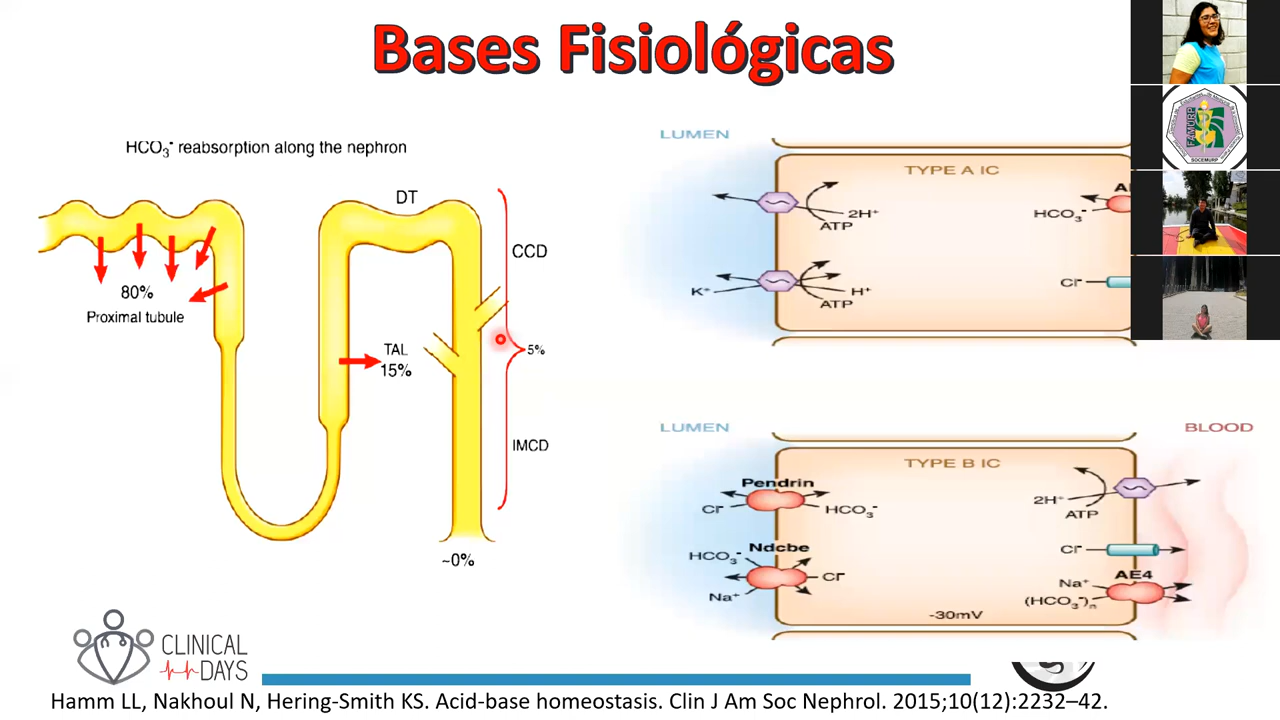 Bases Fisiológicas
HCO₃⁻ reabsorption along the nephron
DT
CCD
80%
Proximal tubule
TAL
15%
5%
IMCD
~0%
LUMEN
TYPE A IC
2H⁺
ATP
K⁺
H⁺
ATP
HCO₃⁻
Cl⁻
LUMEN
BLOOD
TYPE B IC
Pendrin
Cl⁻
HCO₃⁻
Ndcbe
HCO₃⁻
Cl⁻
Na⁺
2H⁺
ATP
Cl⁻
AE4
Na⁺
(HCO₃⁻)ₙ
-30mV
FAMURP
SOCEMURP
CLINICAL
DAYS
Hamm LL, Nakhoul N, Hering-Smith KS. Acid-base homeostasis. Clin J Am Soc Nephrol. 2015;10(12):2232–42.